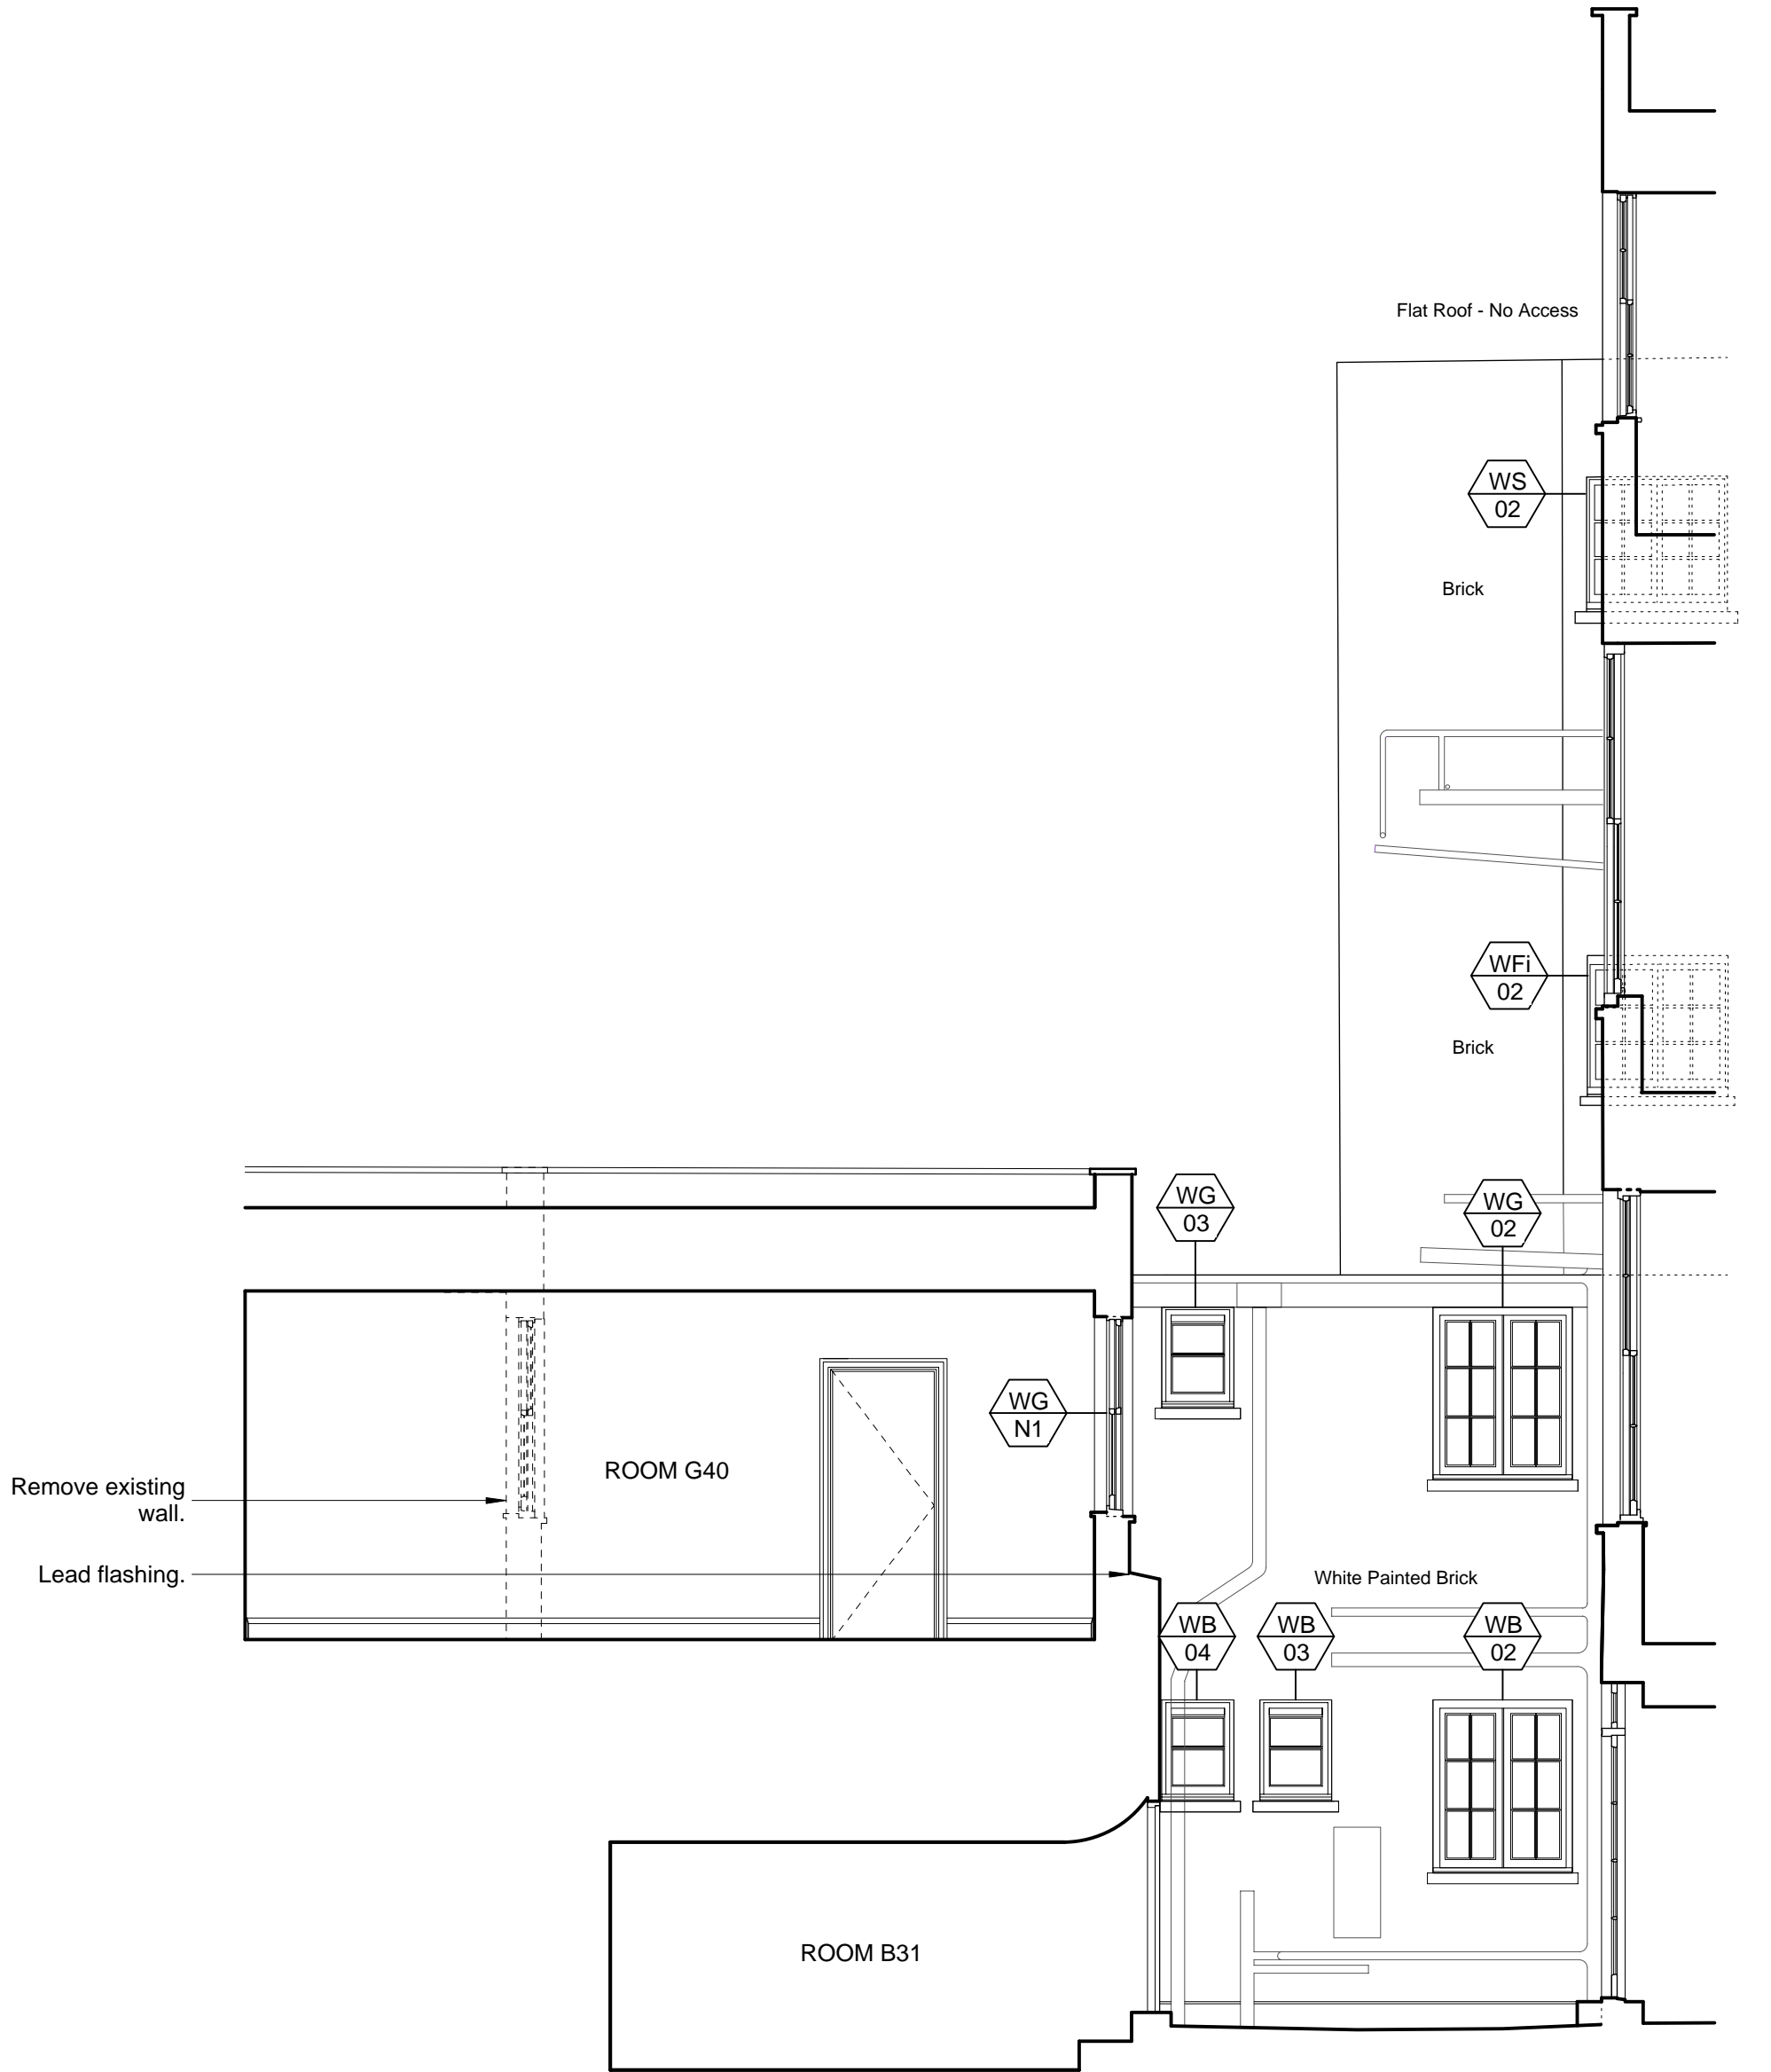 Flat Roof - No Access
WS
02
Brick
WFi
02
Brick
WG
03
WG
02
WG
N1
ROOM G40
Remove existing
wall.
Lead flashing.
White Painted Brick
WB
04
WB
03
WB
02
ROOM B31